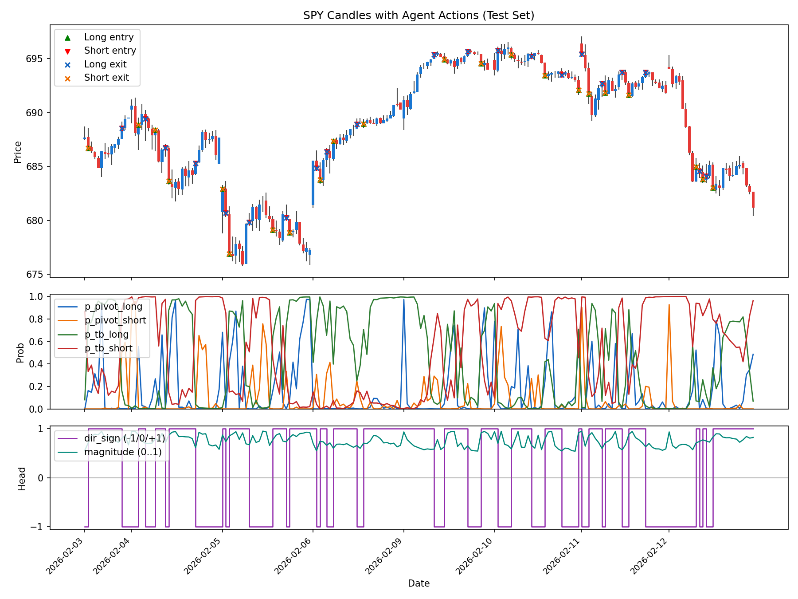 SPY Candles with Agent Actions (Test Set)
Long entry
Short entry
Long exit
Short exit
Price
695
690
685
680
675
p_pivot_long
p_pivot_short
p_tb_long
p_tb_short
Prob
1.0
0.8
0.6
0.4
0.2
0.0
dir_sign (-1/0/+1)
magnitude (0..1)
Head
1
0
−1
2026-02-03
2026-02-04
2026-02-05
2026-02-06
2026-02-09
2026-02-10
2026-02-11
2026-02-12
Date